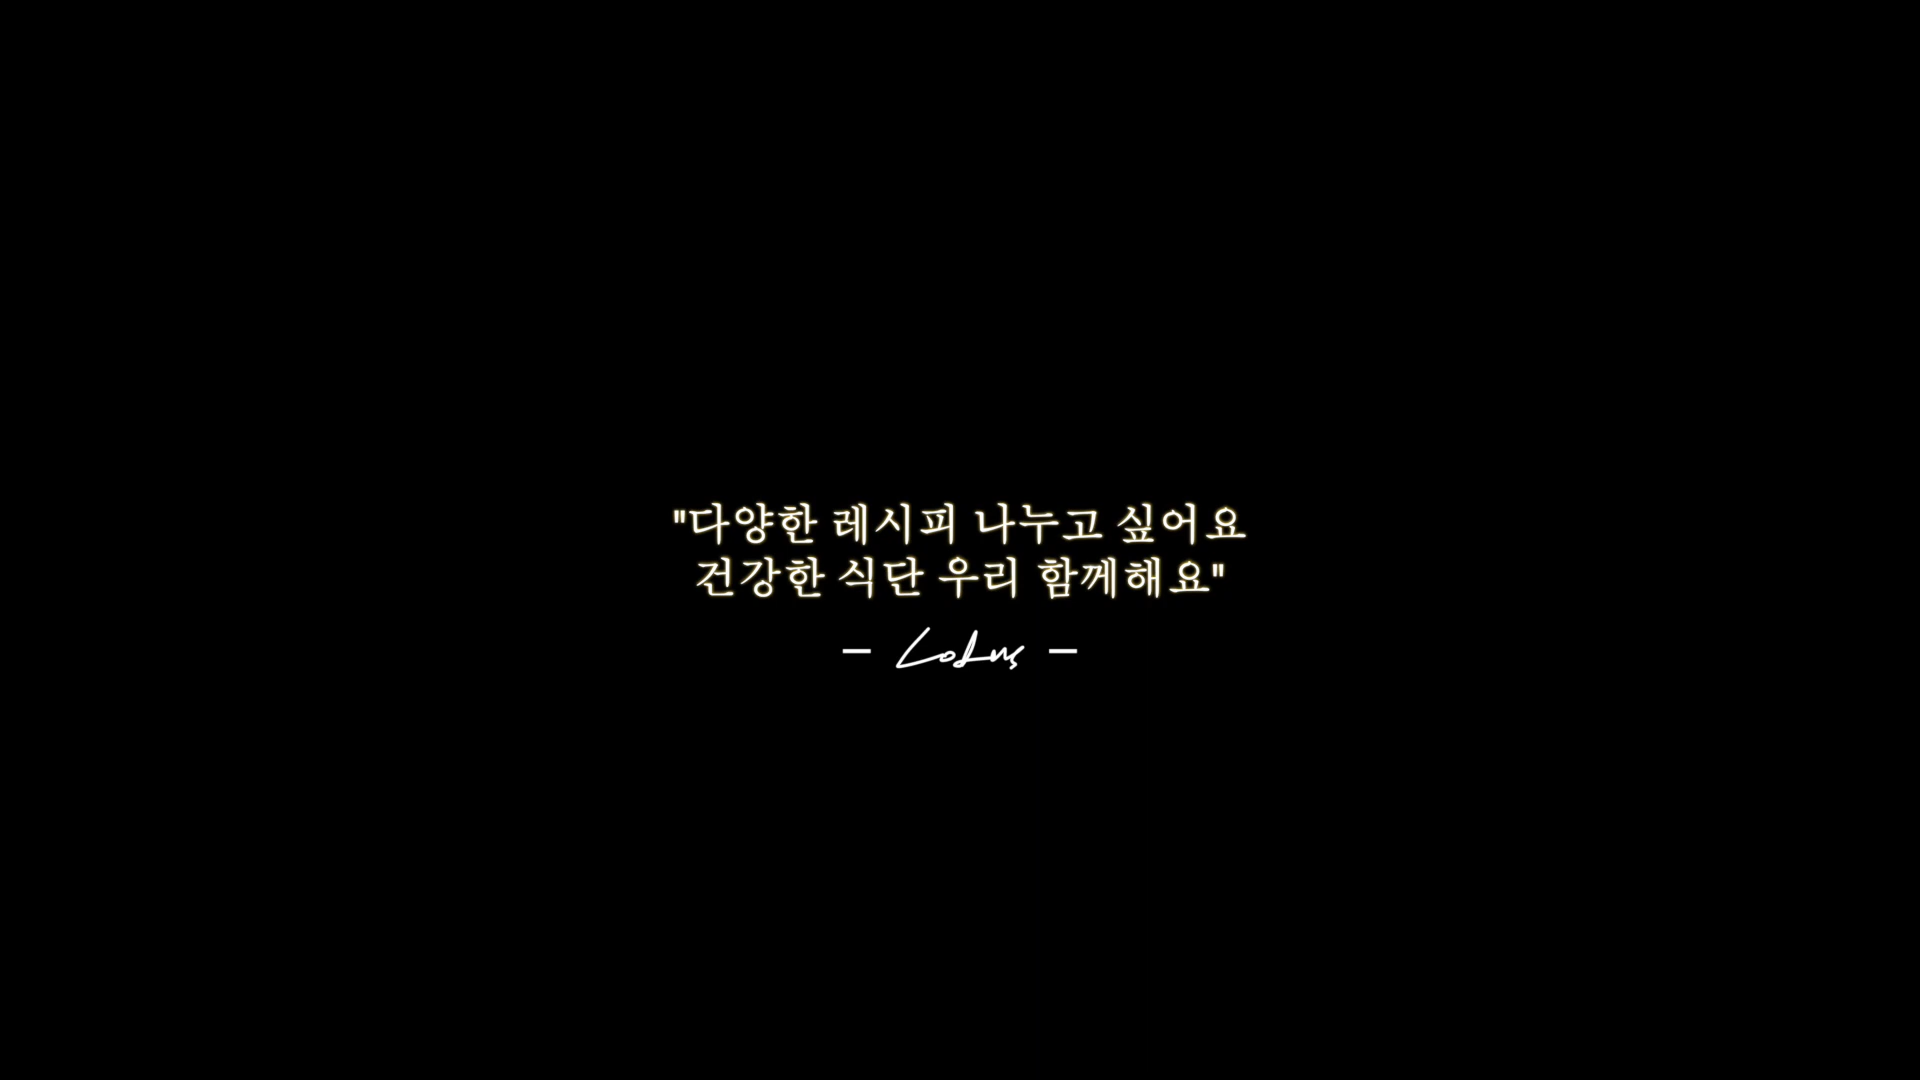 "다양한 레시피 나누고 싶어요
건강한 식단 우리 함께해요"
– Lotus –